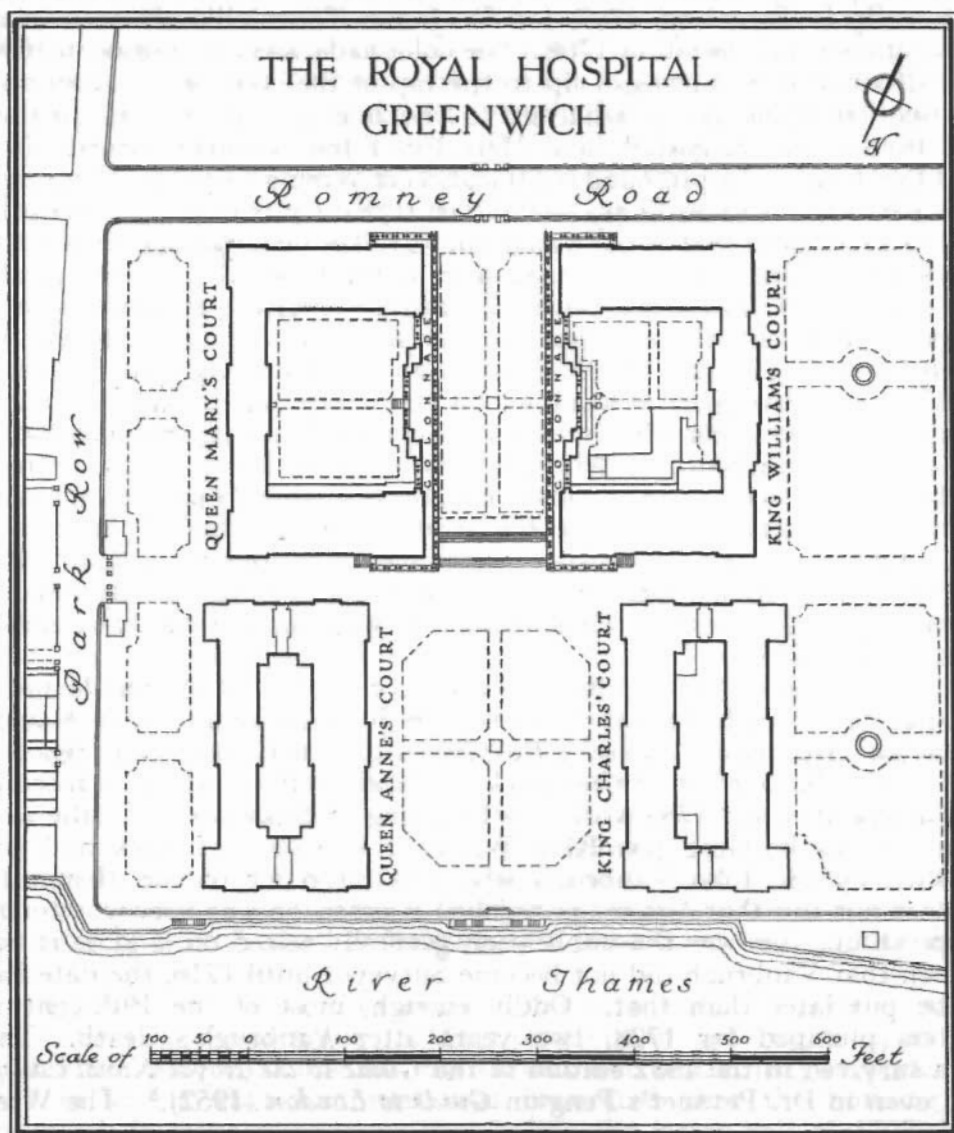 THE ROYAL HOSPITAL
GREENWICH
N
Romney Road
QUEEN MARY'S COURT
COLONNADE
COLONNADE
KING WILLIAM'S COURT
Park Row
QUEEN ANNE'S COURT
KING CHARLES' COURT
River Thames
Scale of 100 50 0 100 200 300 400 500 600 Feet